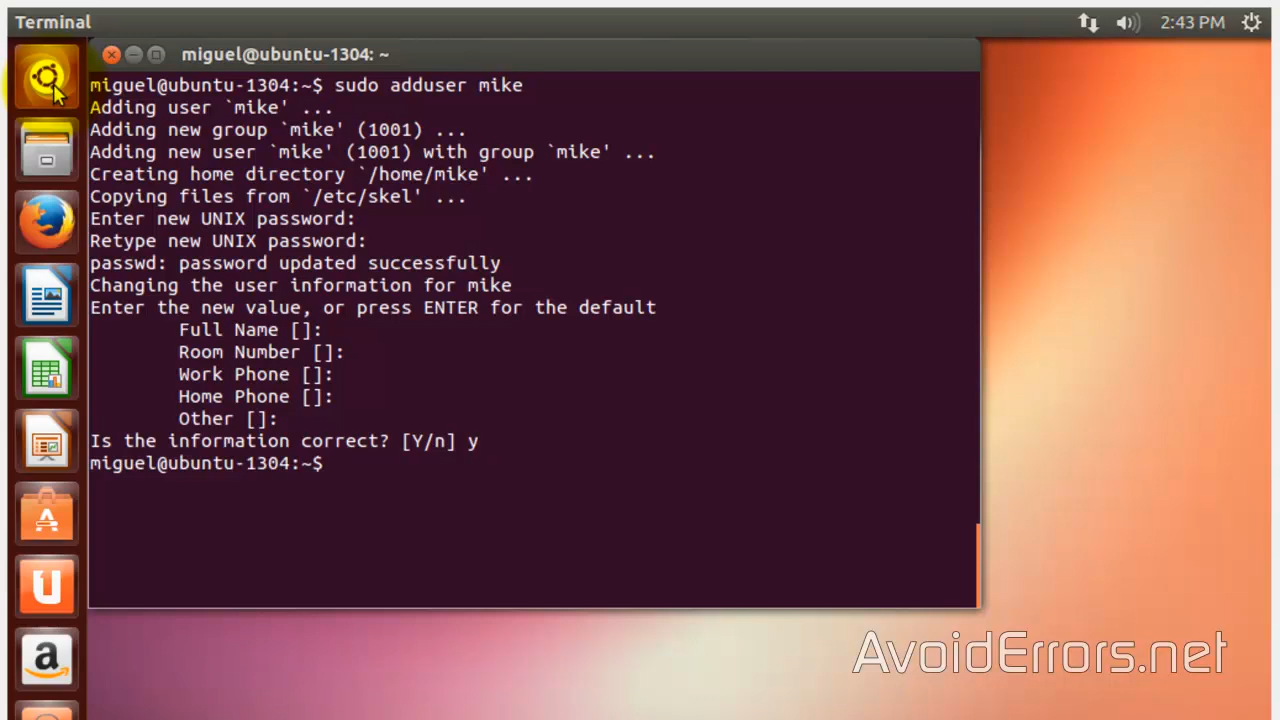 Terminal
2:43 PM
miguel@ubuntu-1304: ~
miguel@ubuntu-1304:~$ sudo adduser mike
Adding user `mike' ...
Adding new group `mike' (1001) ...
Adding new user `mike' (1001) with group `mike' ...
Creating home directory `/home/mike' ...
Copying files from `/etc/skel' ...
Enter new UNIX password:
Retype new UNIX password:
passwd: password updated successfully
Changing the user information for mike
Enter the new value, or press ENTER for the default
Full Name []:
Room Number []:
Work Phone []:
Home Phone []:
Other []:
Is the information correct? [Y/n] y
miguel@ubuntu-1304:~$
AvoidErrors.net